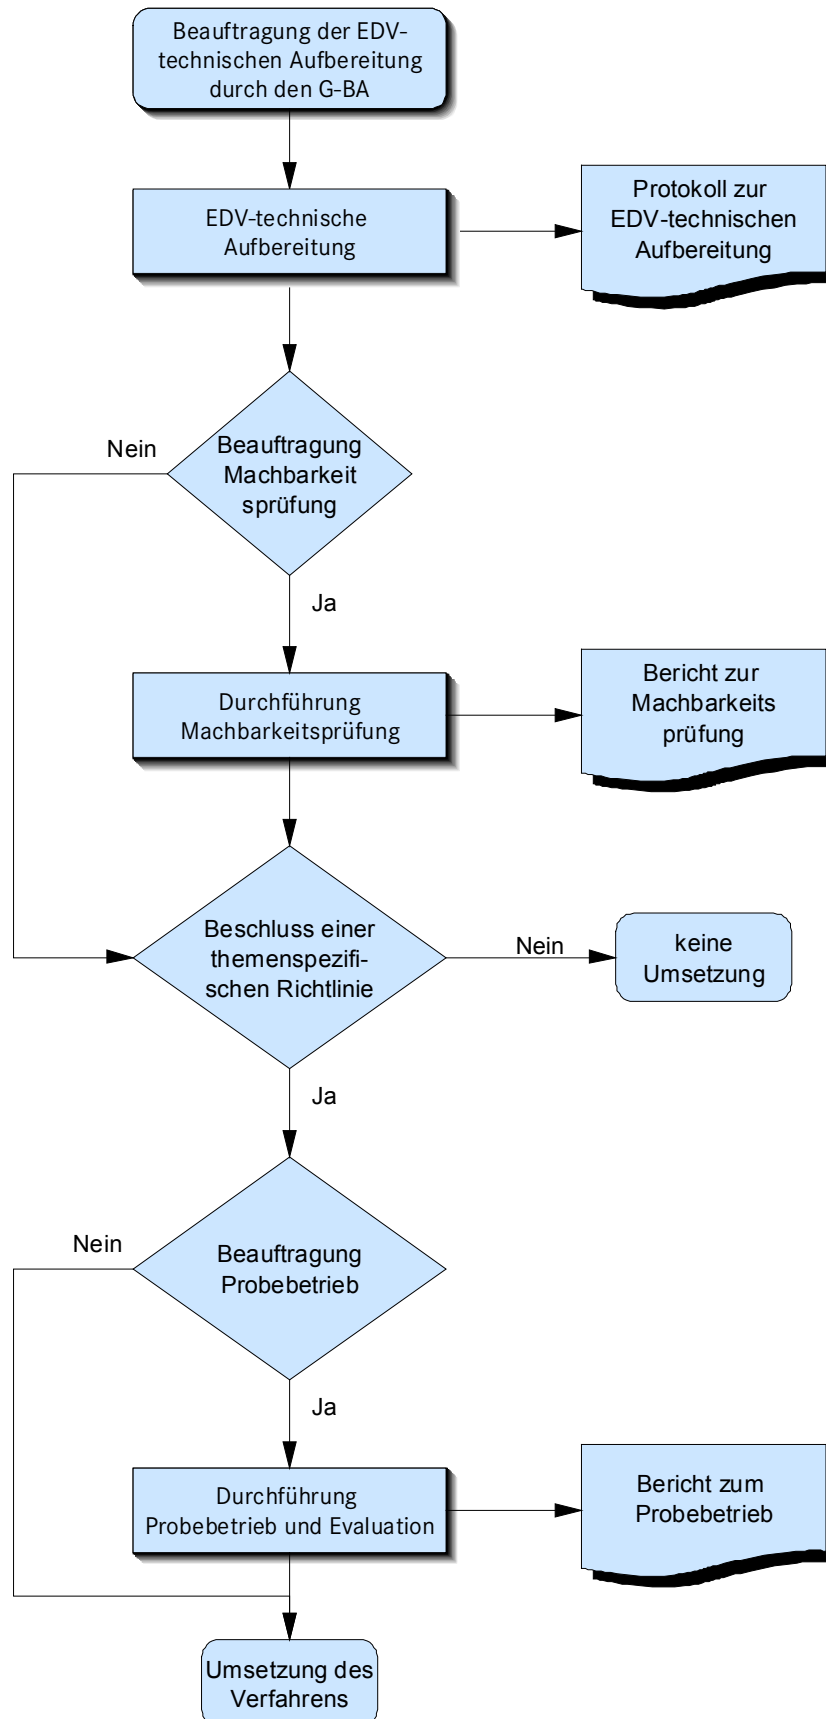 Beauftragung der EDV-
technischen Aufbereitung
durch den G-BA
EDV-technische
Aufbereitung
Protokoll zur
EDV-technischen
Aufbereitung
Nein
Beauftragung
Machbarkeit
sprüfung
Ja
Durchführung
Machbarkeitsprüfung
Bericht zur
Machbarkeits
prüfung
Beschluss einer
themenspezifi-
schen Richtlinie
Nein
keine
Umsetzung
Ja
Nein
Beauftragung
Probebetrieb
Ja
Durchführung
Probebetrieb und Evaluation
Bericht zum
Probebetrieb
Umsetzung des
Verfahrens